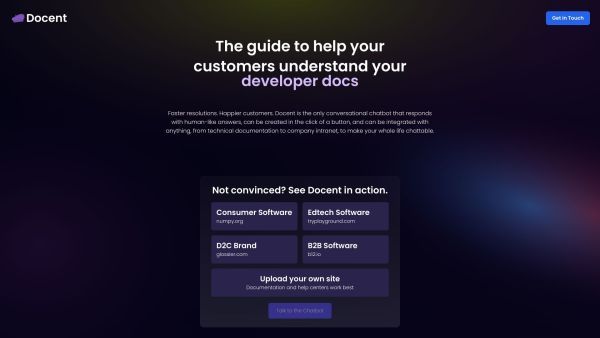 Docent
Get in Touch
The guide to help your
customers understand your
developer docs
Faster resolutions. Happier customers. Docent is the only conversational chatbot that responds
with human-like answers, can be created in the click of a button, and can be integrated with
anything, from technical documentation to company intranet, to make your whole life chattable.
Not convinced? See Docent in action.
Consumer Software
numpy.org
Edtech Software
tryplayground.com
D2C Brand
glossier.com
B2B Software
Upload your own site
Documentation and help centers work best
Talk to the Chatbot